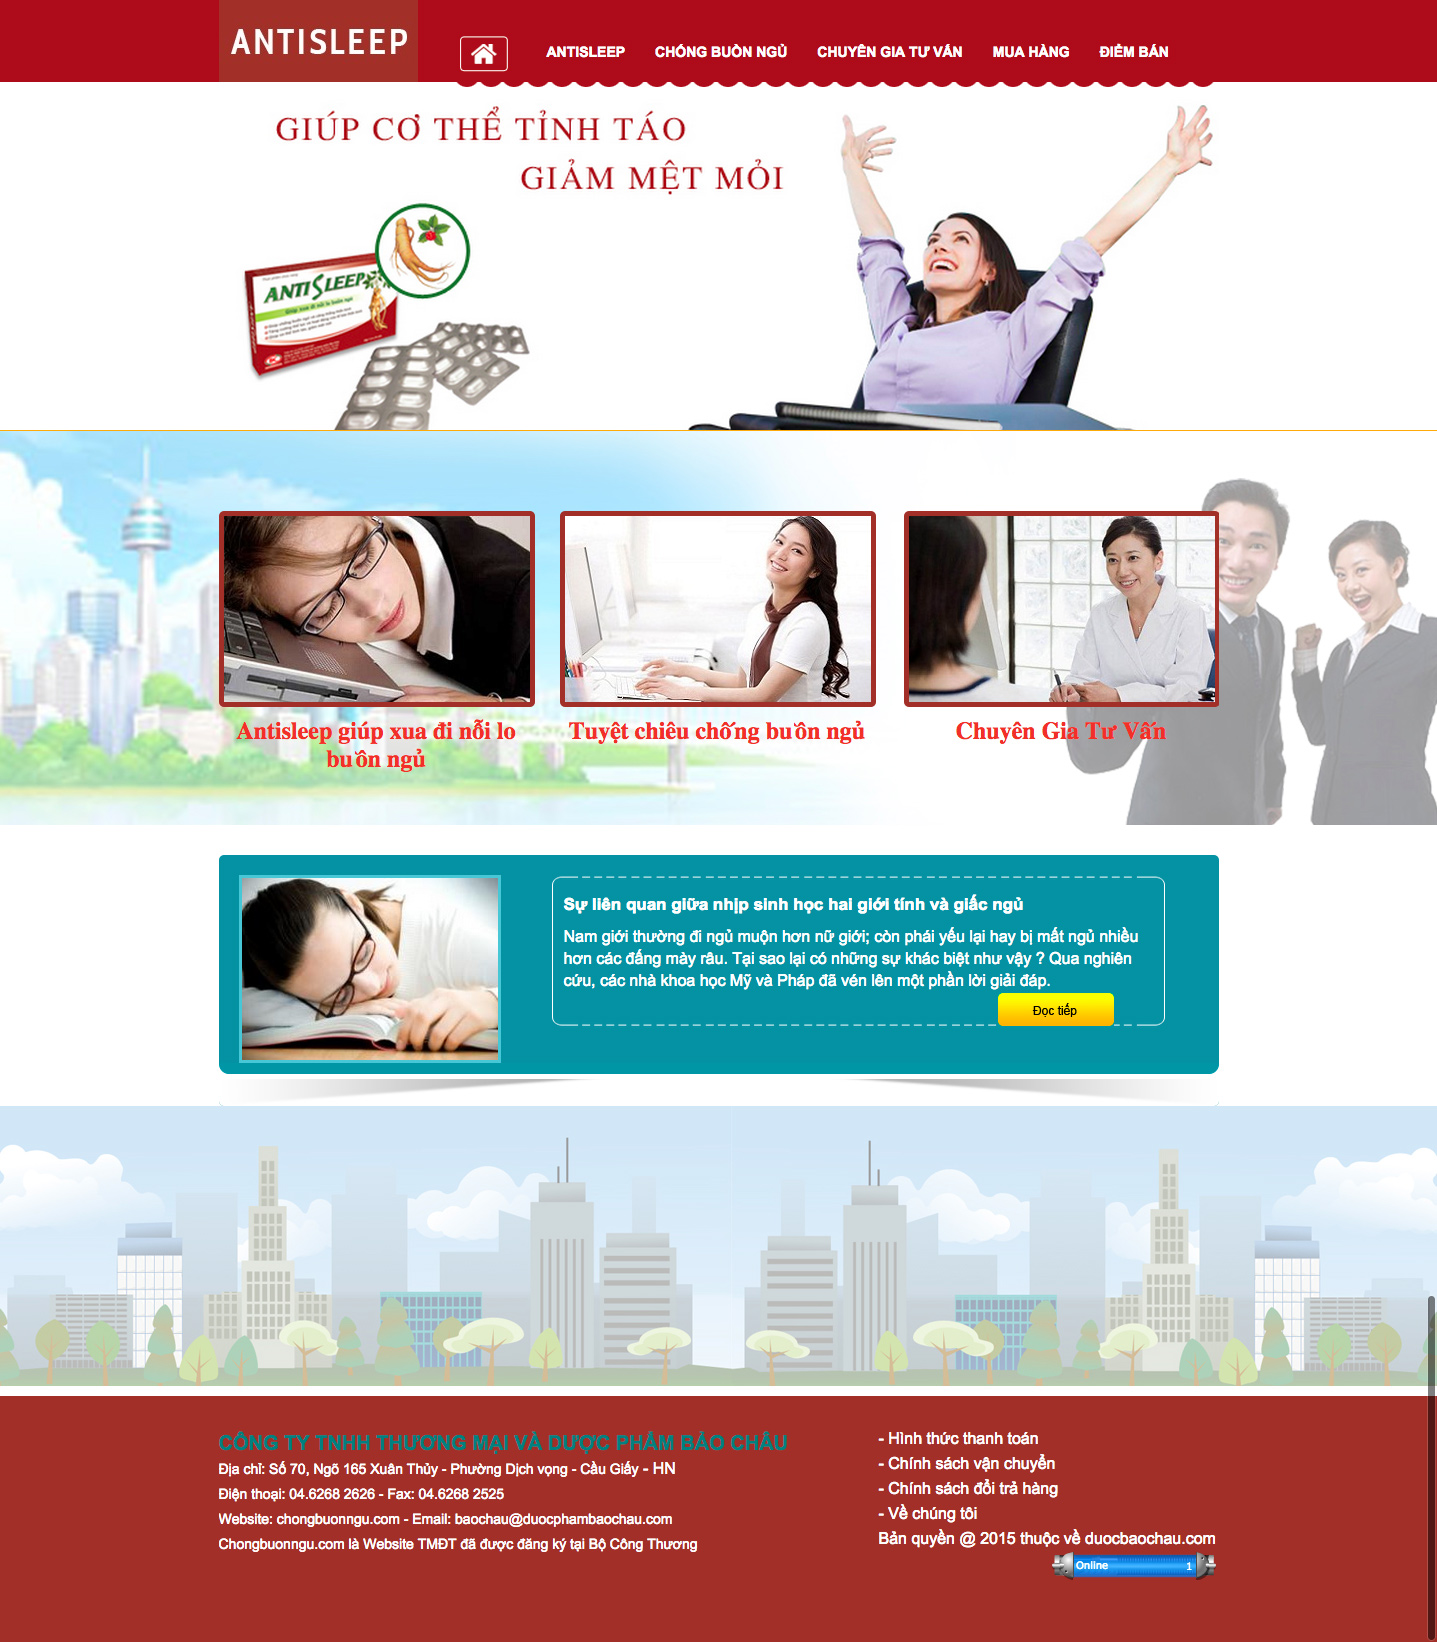 ANTISLEEP
ANTISLEEP CHỐNG BUỒN NGỦ CHUYÊN GIA TƯ VẤN MUA HÀNG ĐIỂM BÁN
GIÚP CƠ THỂ TỈNH TÁO
GIẢM MỆT MỎI
ANTISLEEP
Antisleep giúp xua đi nỗi lo
buồn ngủ
Tuyệt chiêu chống buồn ngủ
Chuyên Gia Tư Vấn
Sự liên quan giữa nhịp sinh học hai giới tính và giấc ngủ
Nam giới thường đi ngủ muộn hơn nữ giới; còn phái yếu lại hay bị mất ngủ nhiều
hơn các đấng mày râu. Tại sao lại có những sự khác biệt như vậy ? Qua nghiên
cứu, các nhà khoa học Mỹ và Pháp đã vén lên một phần lời giải đáp.
Đọc tiếp
CÔNG TY TNHH THƯƠNG MẠI VÀ DƯỢC PHẨM BẢO CHÂU
Địa chỉ: Số 70, Ngõ 165 Xuân Thủy - Phường Dịch vọng - Cầu Giấy - HN
Điện thoại: 04.6268 2626 - Fax: 04.6268 2525
Website: chongbuonngu.com - Email: baochau@duocphambaochau.com
Chongbuonngu.com là Website TMĐT đã được đăng ký tại Bộ Công Thương
- Hình thức thanh toán
- Chính sách vận chuyển
- Chính sách đổi trả hàng
- Về chúng tôi
Bản quyền @ 2015 thuộc về duocbaochau.com
Online 1